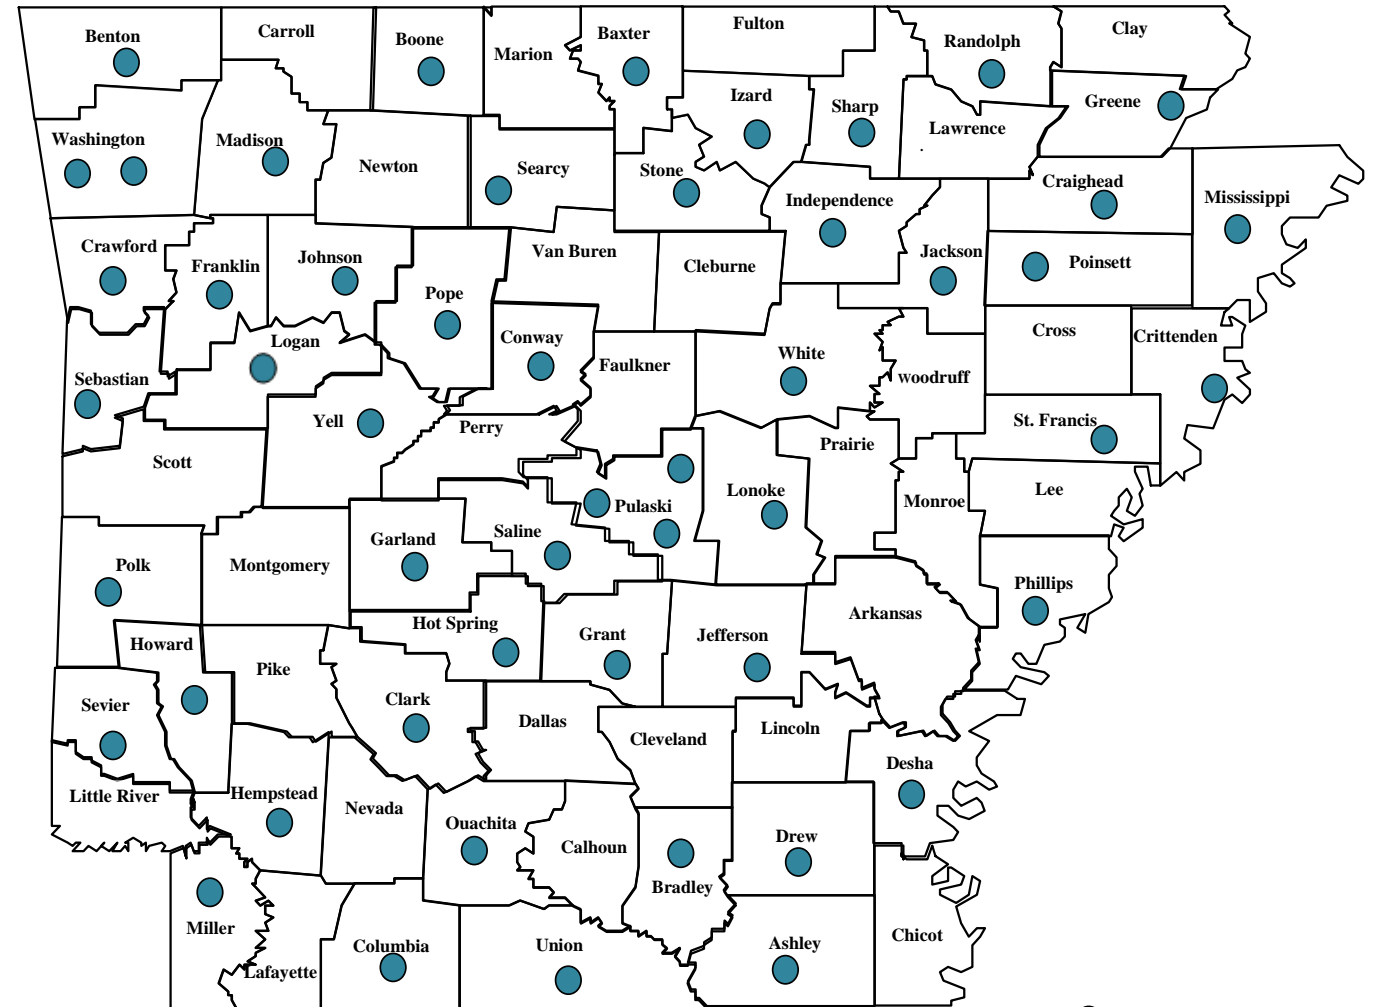 Benton
Carroll
Boone
Marion
Baxter
Fulton
Randolph
Clay
Izard
Sharp
Greene
Lawrence
Washington
Madison
Newton
Searcy
Stone
Independence
Craighead
Mississippi
Crawford
Franklin
Johnson
Van Buren
Cleburne
Jackson
Poinsett
Pope
Logan
Conway
Faulkner
White
Woodruff
Cross
Crittenden
Sebastian
Yell
Perry
Prairie
St. Francis
Scott
Pulaski
Lonoke
Monroe
Lee
Garland
Saline
Polk
Montgomery
Phillips
Hot Spring
Grant
Jefferson
Arkansas
Howard
Pike
Clark
Sevier
Dallas
Cleveland
Lincoln
Desha
Little River
Hempstead
Nevada
Ouachita
Calhoun
Bradley
Drew
Miller
Lafayette
Columbia
Union
Ashley
Chicot